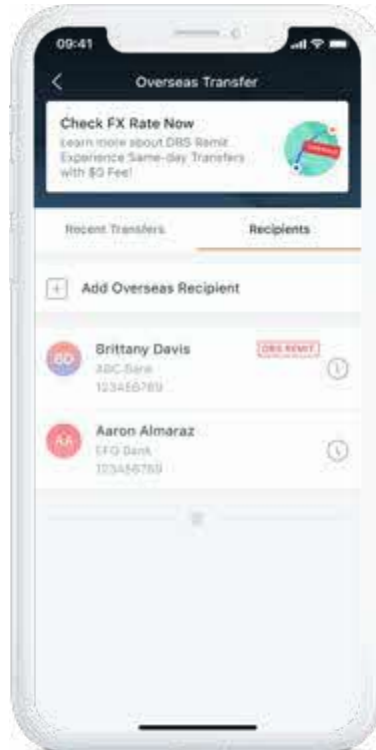 09:41
Overseas Transfer
Check FX Rate Now
Learn more about DBS Remit
Experience Same-day Transfers
with $0 Fee!
Recent Transfers
Recipients
Add Overseas Recipient
BD
Brittany Davis
DBS REMIT
ABC Bank
123456789
AA
Aaron Almaraz
EFG Bank
123456789